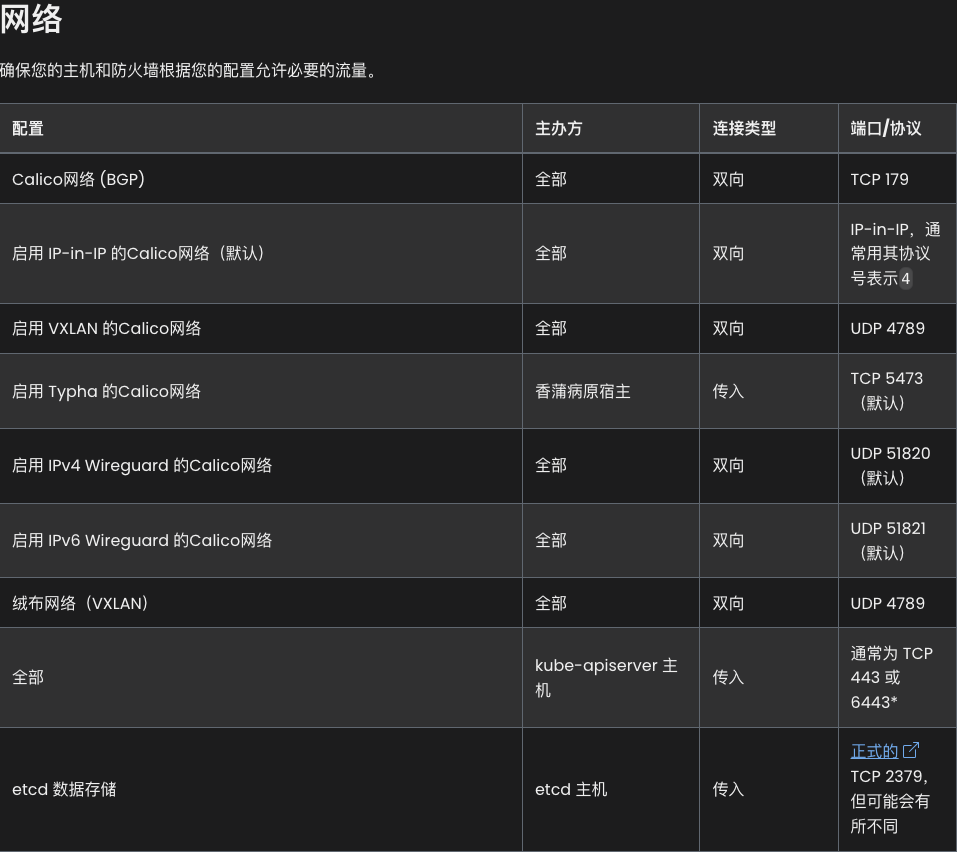 网络
确保您的主机和防火墙根据您的配置允许必要的流量。
配置 主办方 连接类型 端口/协议
Calico网络 (BGP) 全部 双向 TCP 179
启用 IP-in-IP 的Calico网络（默认） 全部 双向 IP-in-IP，通
常用其协议
号表示 4
启用 VXLAN 的Calico网络 全部 双向 UDP 4789
启用 Typha 的Calico网络 香蒲病原宿主 传入 TCP 5473
（默认）
启用 IPv4 Wireguard 的Calico网络 全部 双向 UDP 51820
（默认）
启用 IPv6 Wireguard 的Calico网络 全部 双向 UDP 51821
（默认）
绒布网络（VXLAN） 全部 双向 UDP 4789
全部 kube-apiserver 主
机 传入 通常为 TCP
443 或
6443*
etcd 数据存储 etcd 主机 传入 正式的
TCP 2379，
但可能会有
所不同